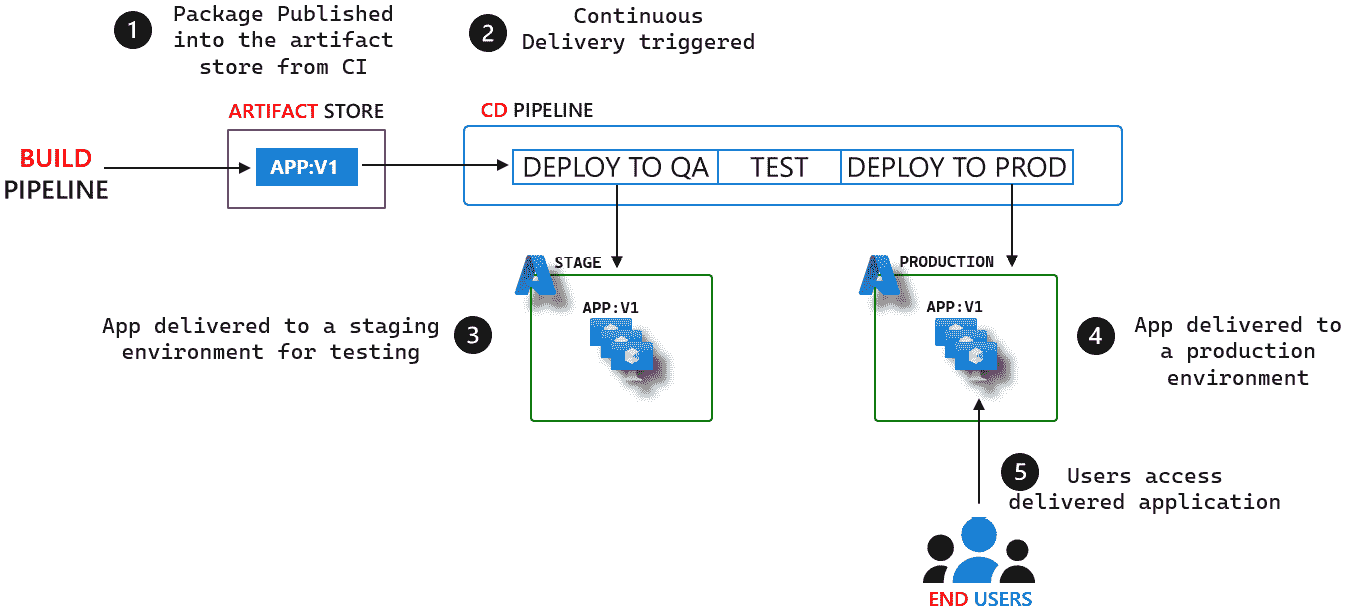 1
Package Published
into the artifact
store from CI
2
Continuous
Delivery triggered
ARTIFACT STORE
CD PIPELINE
BUILD
PIPELINE
APP:V1
DEPLOY TO QA
TEST
DEPLOY TO PROD
STAGE
PRODUCTION
APP:V1
APP:V1
App delivered to a staging
environment for testing
3
4
App delivered to
a production
environment
5
Users access
delivered application
END USERS